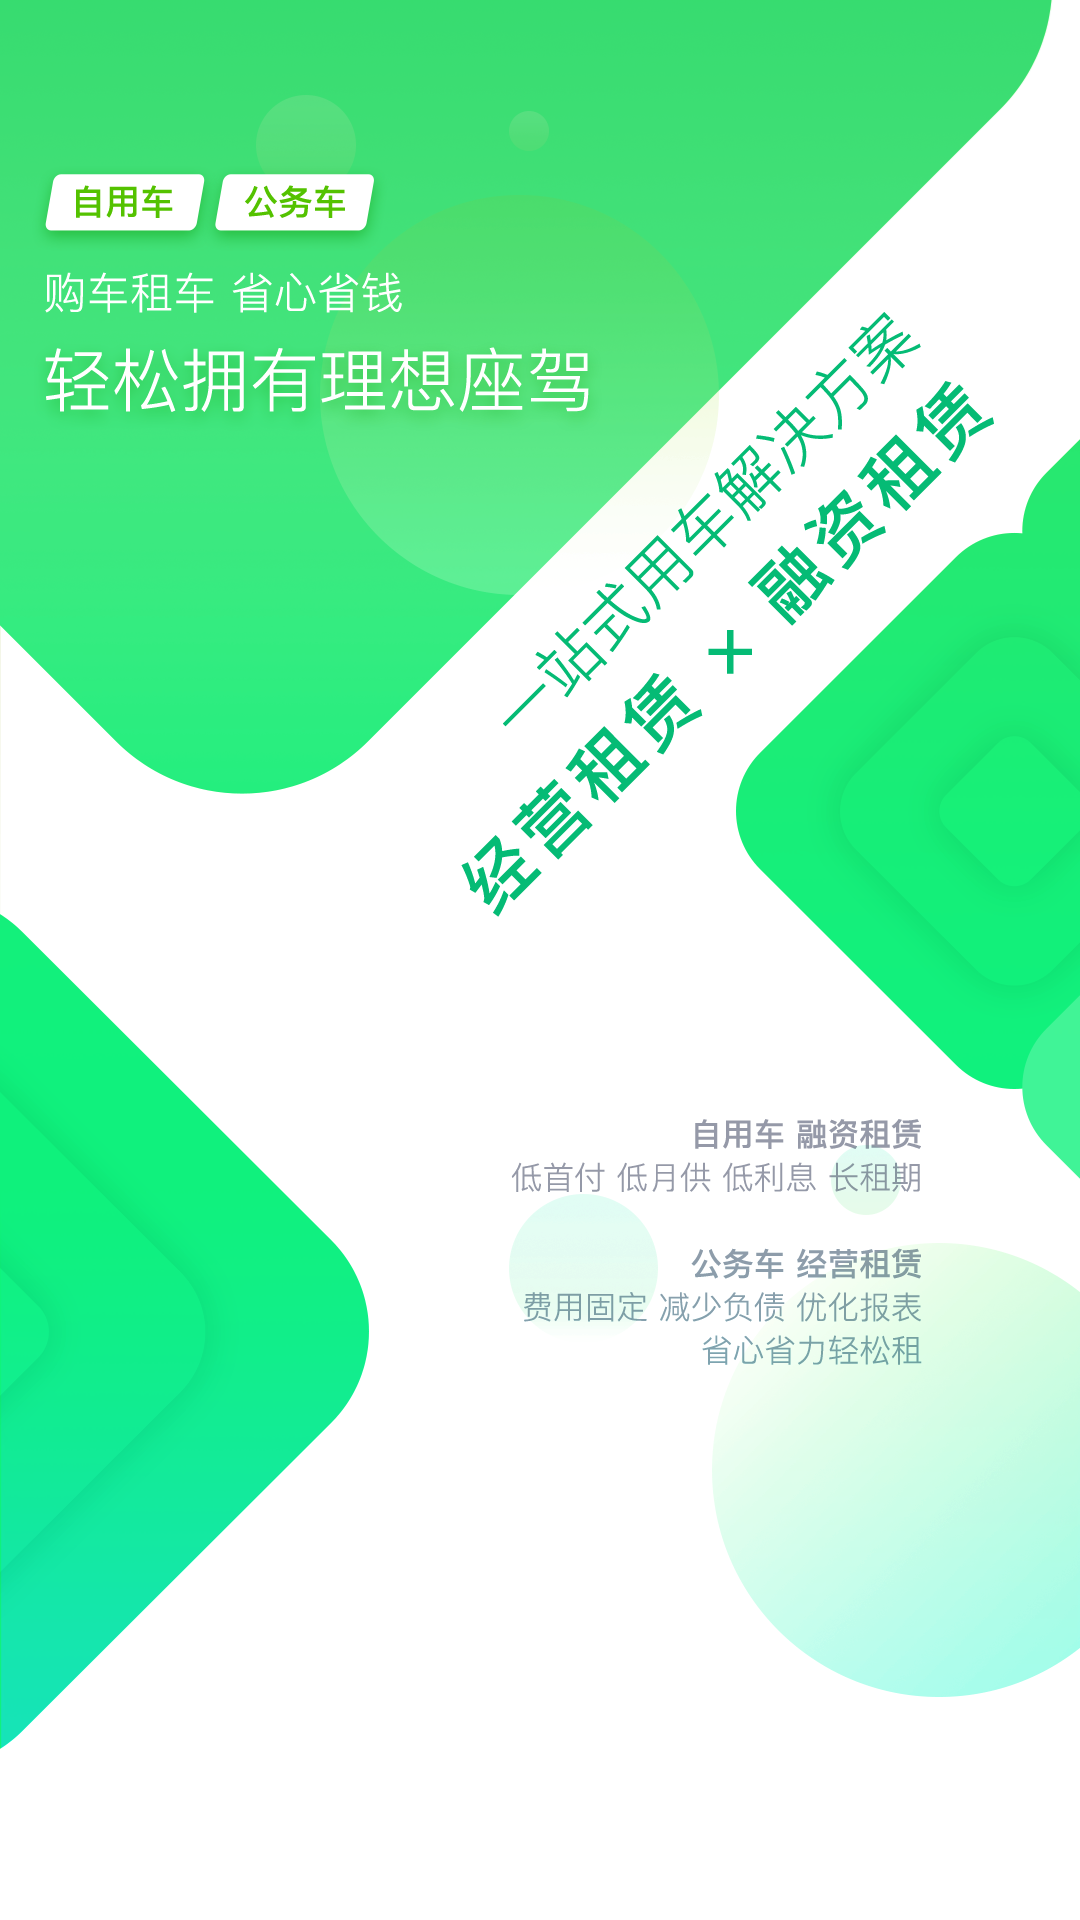 自用车 公务车
购车租车 省心省钱
轻松拥有理想座驾
一站式用车解决方案
经营租赁 + 融资租赁
自用车 融资租赁
低首付 低月供 低利息 长租期
公务车 经营租赁
费用固定 减少负债 优化报表
省心省力轻松租